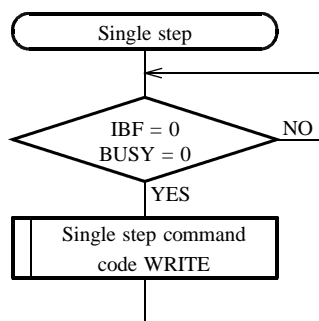 Single step
IBF = 0
BUSY = 0
NO
YES
Single step command
code WRITE